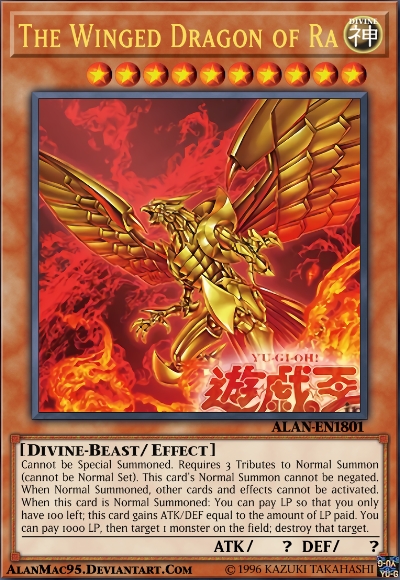 THE WINGED DRAGON OF RA
DIVINE
神
YU-GI-OH!
遊戯王
ALAN-EN1801
[DIVINE-BEAST/EFFECT]
Cannot be Special Summoned. Requires 3 Tributes to Normal Summon
(cannot be Normal Set). This card's Normal Summon cannot be negated.
When Normal Summoned, other cards and effects cannot be activated.
When this card is Normal Summoned: You can pay LP so that you only
have 100 left; this card gains ATK/DEF equal to the amount of LP paid. You
can pay 1000 LP, then target 1 monster on the field; destroy that target.
ATK/ ? DEF/ ?
ALANMAC95.DEVIANTART.COM
©1996 KAZUKI TAKAHASHI